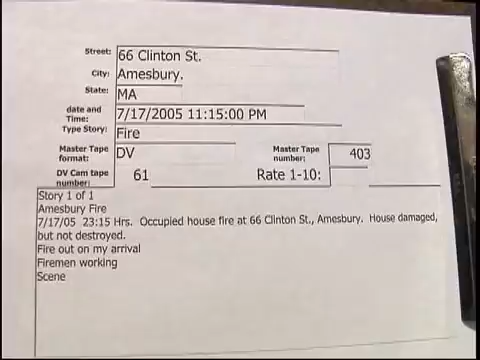 Street: 66 Clinton St.
City: Amesbury.
State: MA
date and Time: 7/17/2005 11:15:00 PM
Type Story: Fire
Master Tape format: DV Master Tape number: 403
DV Cam tape number: 61 Rate 1-10:
Story 1 of 1
Amesbury Fire
7/17/05 23:15 Hrs. Occupied house fire at 66 Clinton St., Amesbury. House damaged,
but not destroyed.
Fire out on my arrival
Firemen working
Scene